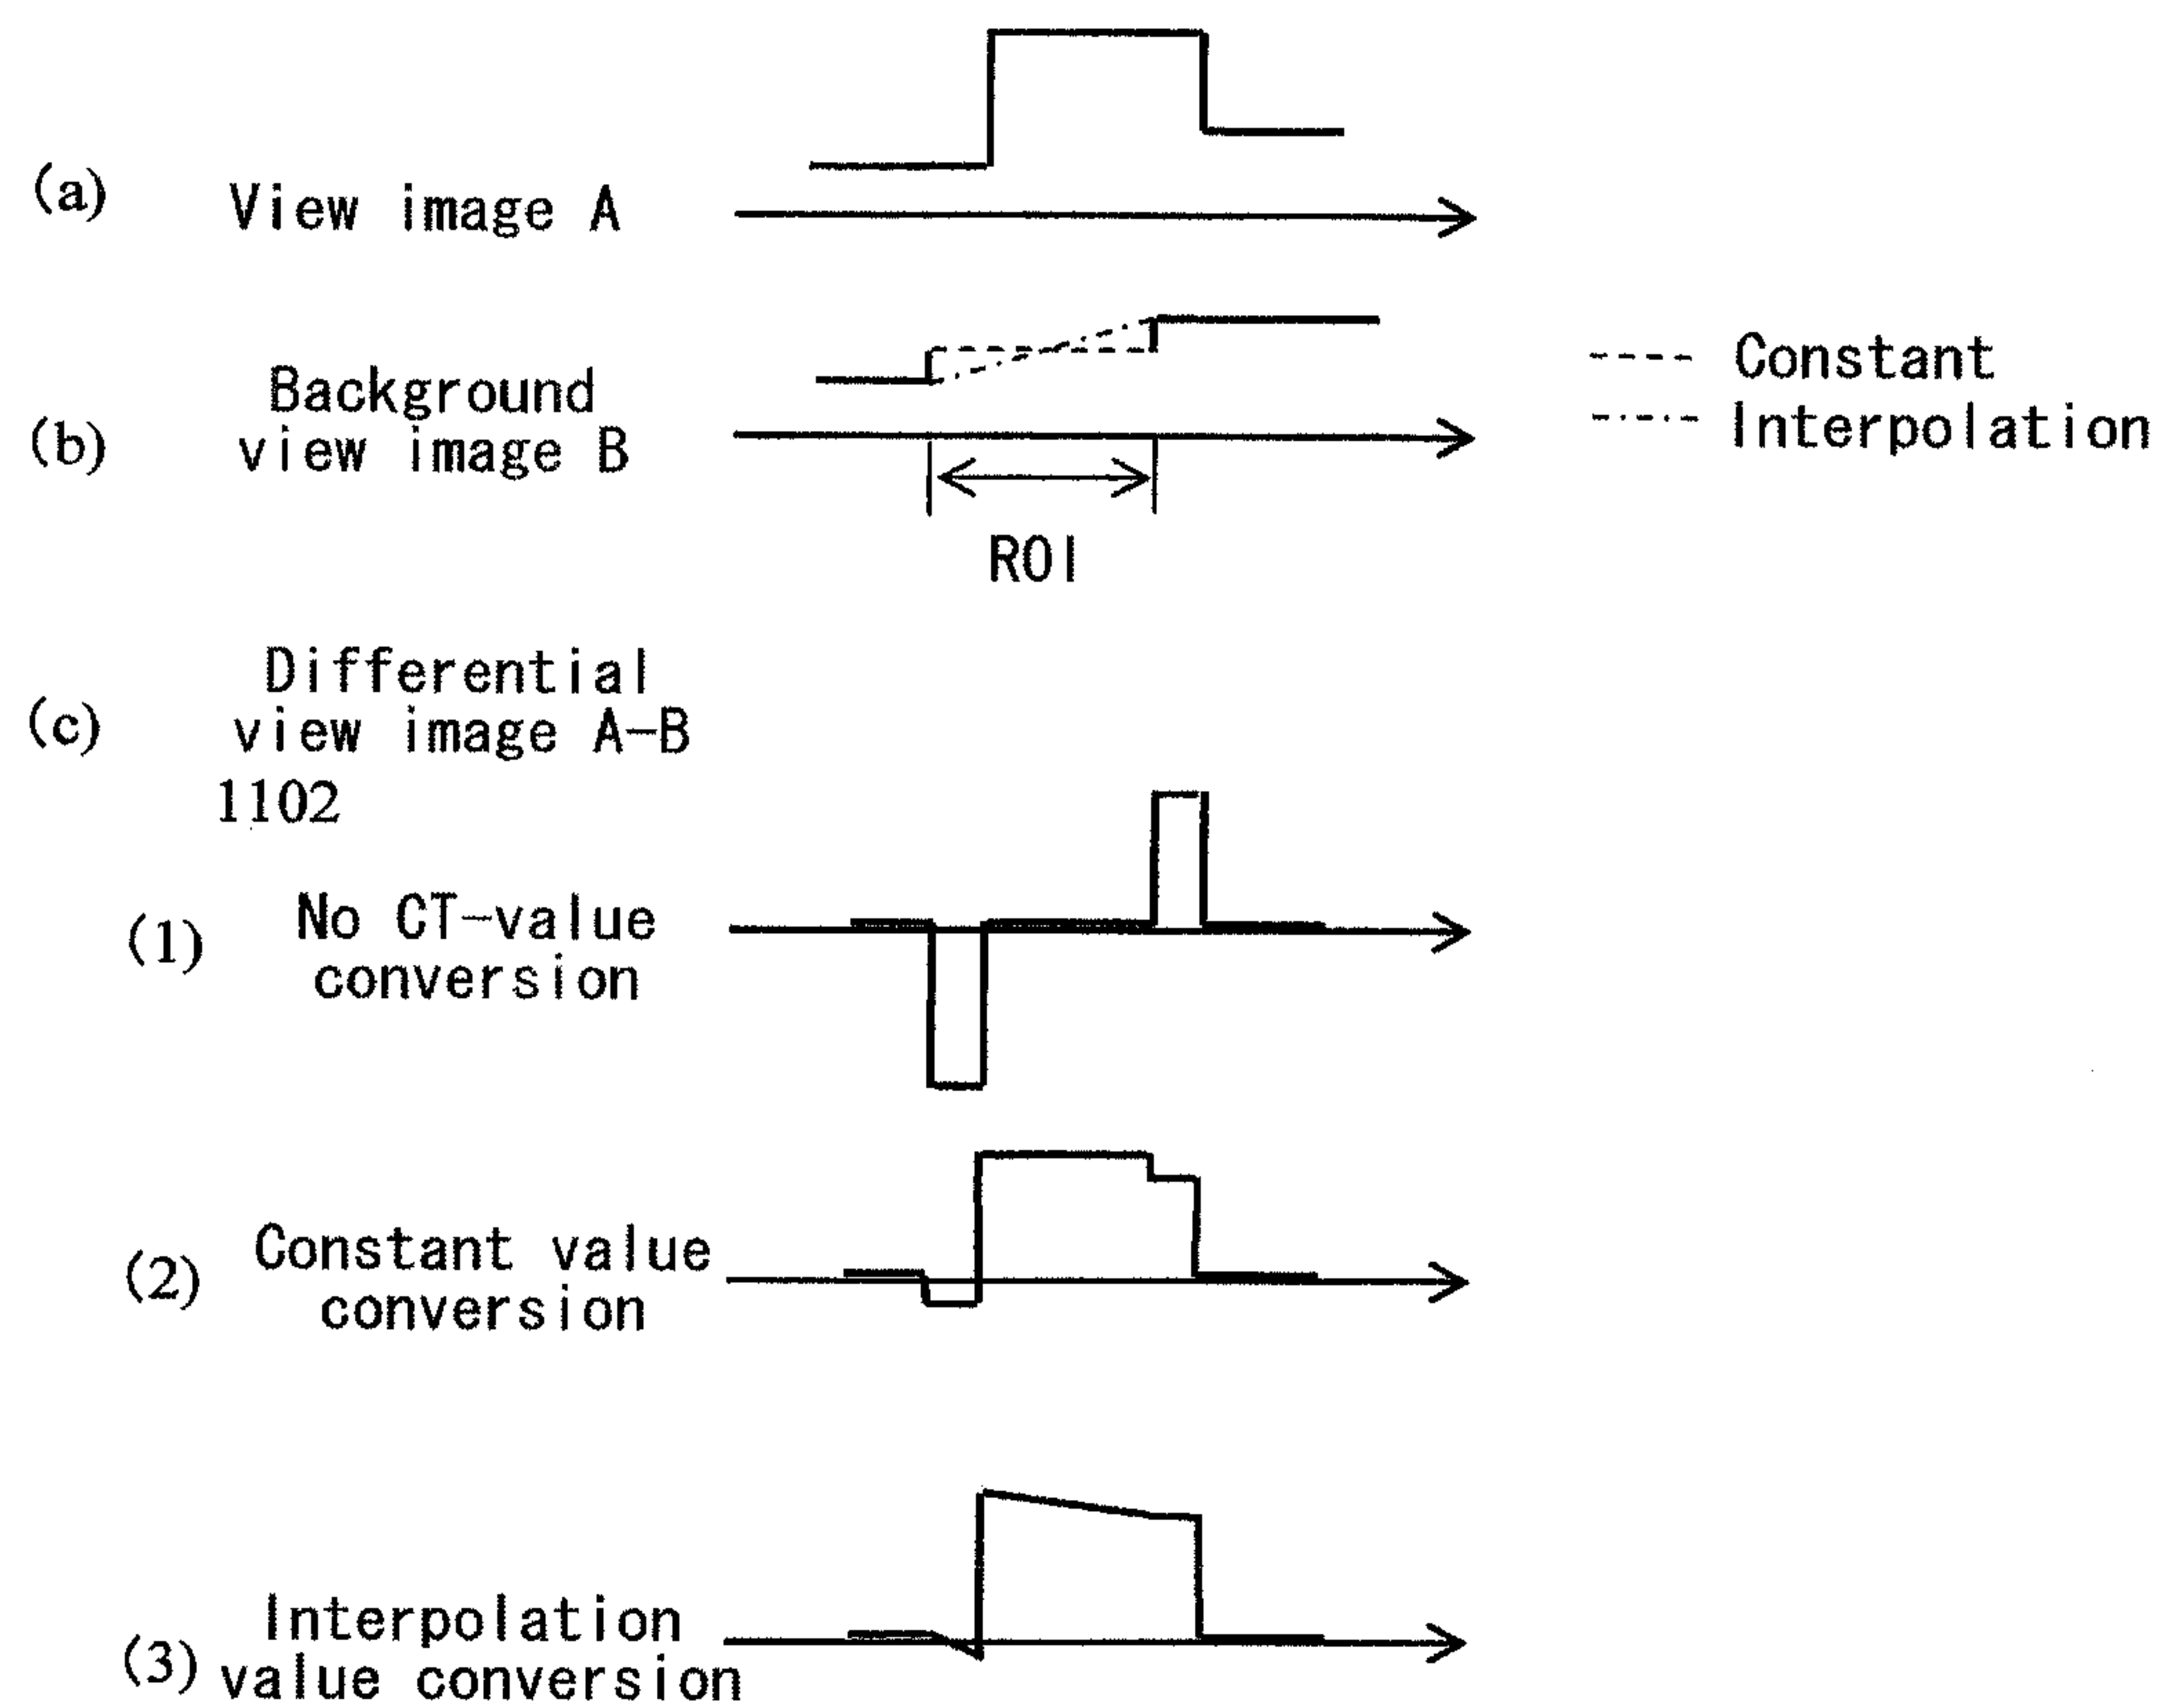 (a)
View image A
Background
(b)
view image B
Constant
Interpolation
ROI
Differential
(c)
view image A-B
1102
(1)
No CT-value
conversion
(2)
Constant value
conversion
(3)
Interpolation
value conversion